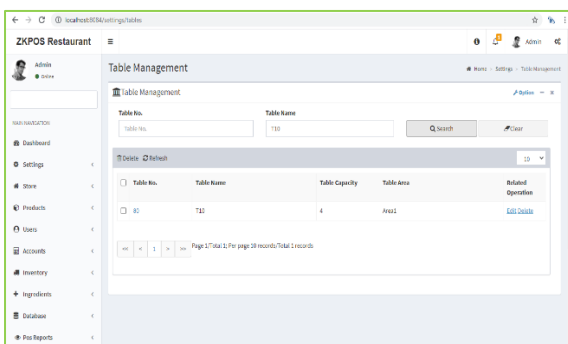 localhost:8084/settings/tables
ZKPOS Restaurant
Admin
Admin
Online
Table Management
Home > Settings > Table Management
Table Management
Option
Table No.
Table Name
Table No.
T10
Search
Clear
MAIN NAVIGATION
Dashboard
Settings
Store
Products
Users
Accounts
Inventory
Ingredients
Database
Pos Reports
Delete Refresh
10
Table No. Table Name Table Capacity Table Area Related Operation
80 T10 4 Area1 Edit Delete
<< < 1 > >> Page 1/Total 1; Per page 10 records/Total 1 records